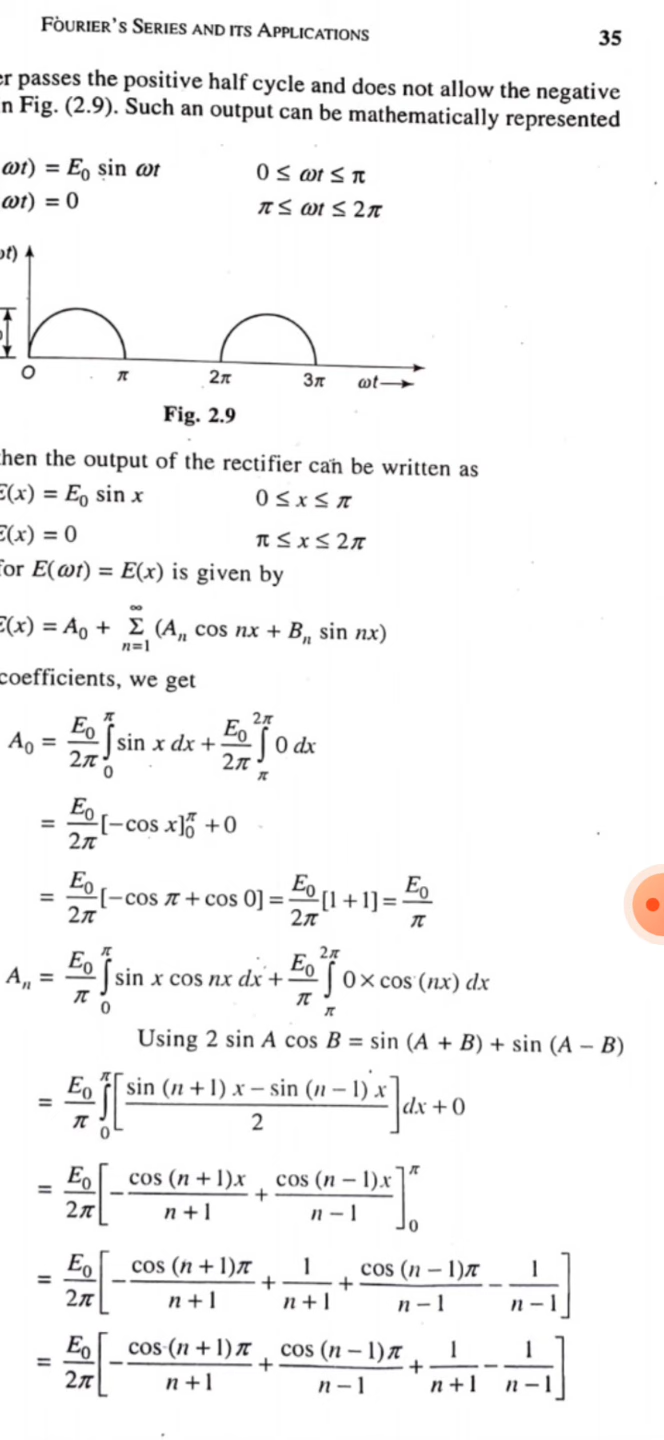 FOURIER'S SERIES AND ITS APPLICATIONS 35
er passes the positive half cycle and does not allow the negative
n Fig. (2.9). Such an output can be mathematically represented
ωt) = E₀ sin ωt 0 ≤ ωt ≤ π
ωt) = 0 π ≤ ωt ≤ 2π
ωt)
O π 2π 3π ωt→
Fig. 2.9
hen the output of the rectifier can be written as
E(x) = E₀ sin x 0 ≤ x ≤ π
E(x) = 0 π ≤ x ≤ 2π
for E(ωt) = E(x) is given by
E(x) = A₀ + ∑_{n=1}^{∞} (Aₙ cos nx + Bₙ sin nx)
coefficients, we get
A₀ = E₀/2π ∫₀^π sin x dx + E₀/2π ∫_π^{2π} 0 dx
= E₀/2π [−cos x]₀^π +0
= E₀/2π [−cos π + cos 0] = E₀/2π [1 + 1] = E₀/π
Aₙ = E₀/π ∫₀^π sin x cos nx dx + E₀/π ∫_π^{2π} 0 × cos (nx) dx
Using 2 sin A cos B = sin (A + B) + sin (A − B)
= E₀/π ∫₀^π [(sin (n + 1) x − sin (n − 1) x)/2] dx + 0
= E₀/2π [−cos (n + 1)x/(n + 1) + cos (n − 1)x/(n − 1)]₀^π
= E₀/2π [−cos (n + 1)π/(n + 1) + 1/(n + 1) + cos (n − 1)π/(n − 1) − 1/(n − 1)]
= E₀/2π [−cos (n + 1)π/(n + 1) + cos (n − 1)π/(n − 1) + 1/(n + 1) − 1/(n − 1)]